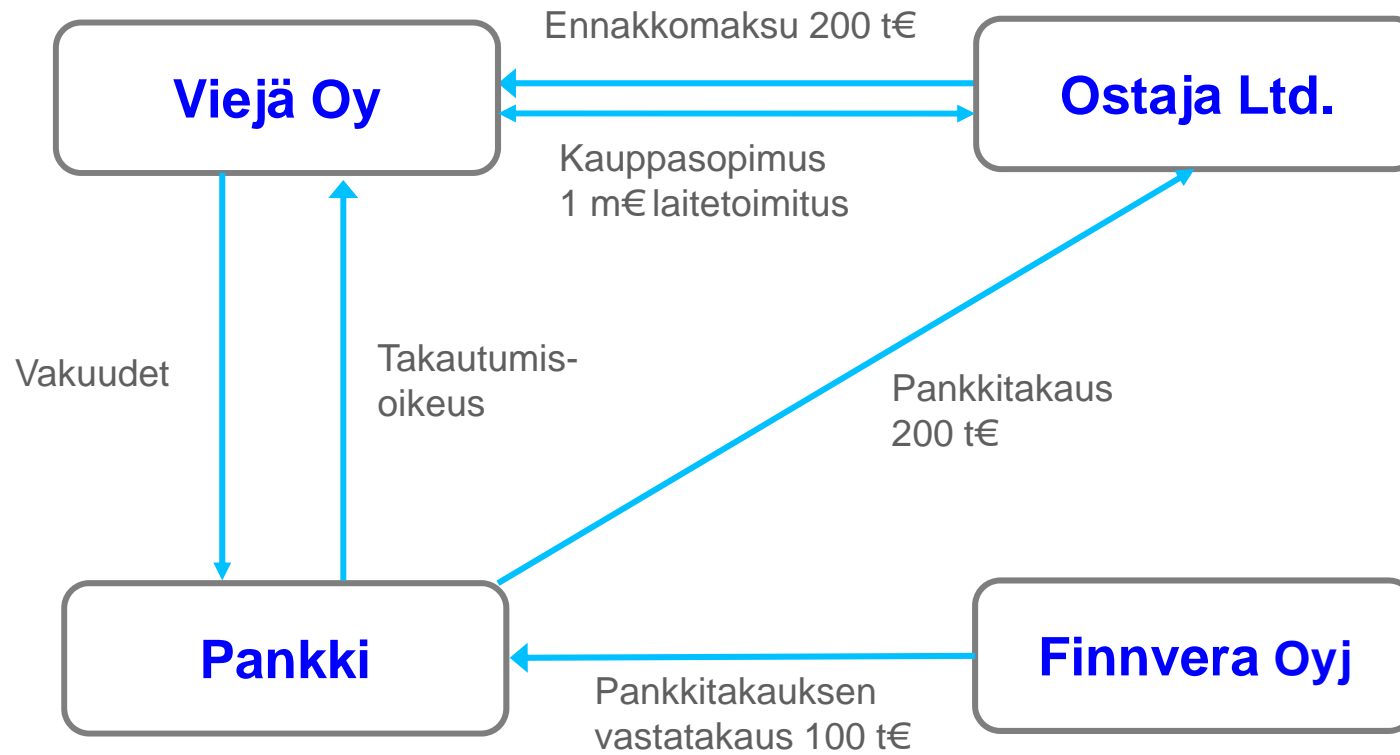 Ennakkomaksu 200 t€
Viejä Oy
Ostaja Ltd.
Kauppasopimus
1 m€ laitetoimitus
Vakuudet
Takautumis-
oikeus
Pankkitakaus
200 t€
Pankki
Finnvera Oyj
Pankkitakauksen
vastatakaus 100 t€